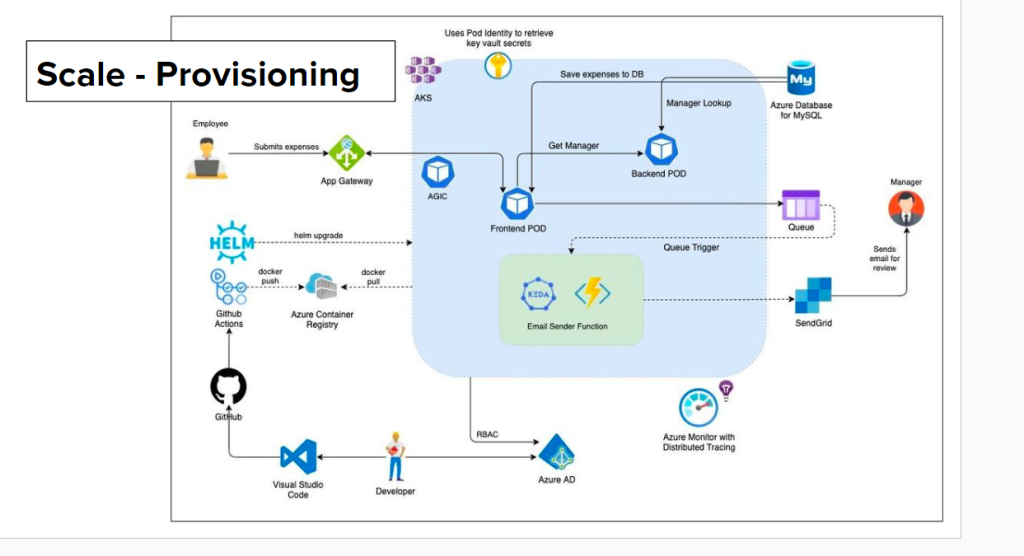 Scale - Provisioning
Uses Pod Identity to retrieve
key vault secrets
AKS
Save expenses to DB
My
Azure Database
for MySQL
Manager Lookup
Employee
Submits expenses
App Gateway
AGIC
Get Manager
Backend POD
Frontend POD
Queue
Manager
HELM
helm upgrade
Queue Trigger
Sends
email for
review
docker
push
docker
pull
Github
Actions
Azure Container
Registry
KEDA
Email Sender Function
SendGrid
GitHub
RBAC
Azure Monitor with
Distributed Tracing
Visual Studio
Code
Developer
Azure AD